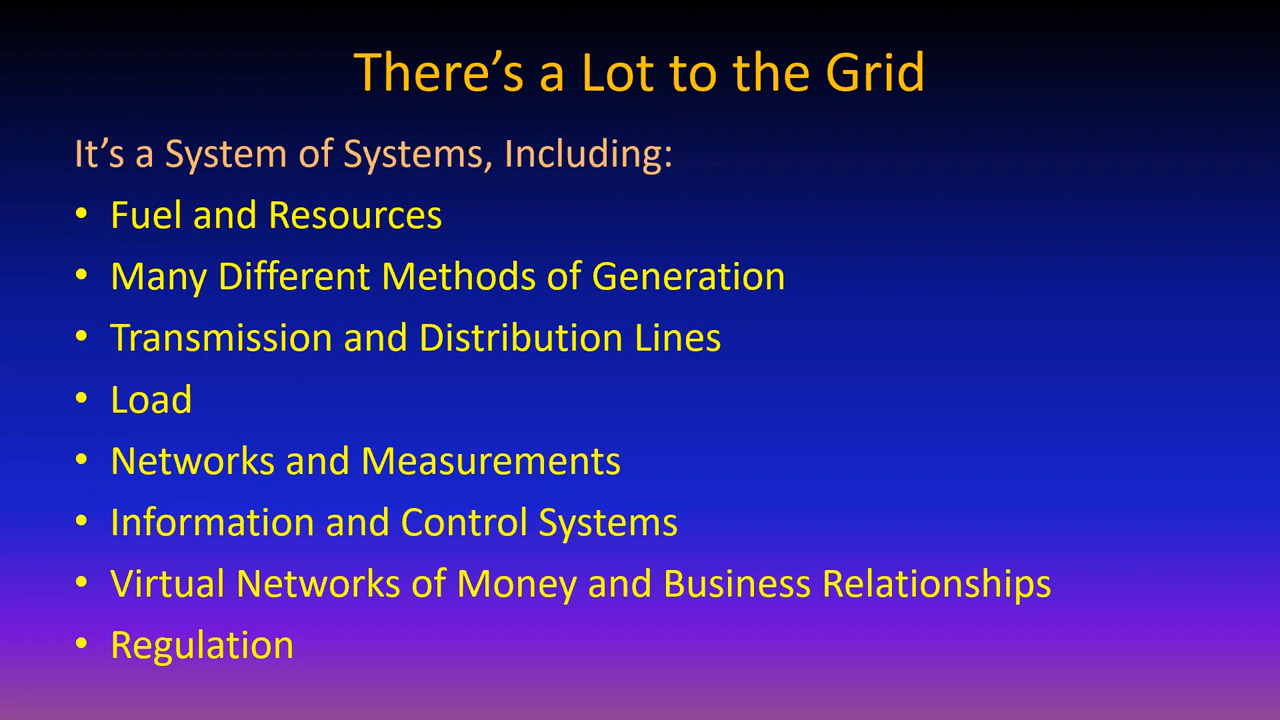 There’s a Lot to the Grid
It’s a System of Systems, Including:
• Fuel and Resources
• Many Different Methods of Generation
• Transmission and Distribution Lines
• Load
• Networks and Measurements
• Information and Control Systems
• Virtual Networks of Money and Business Relationships
• Regulation